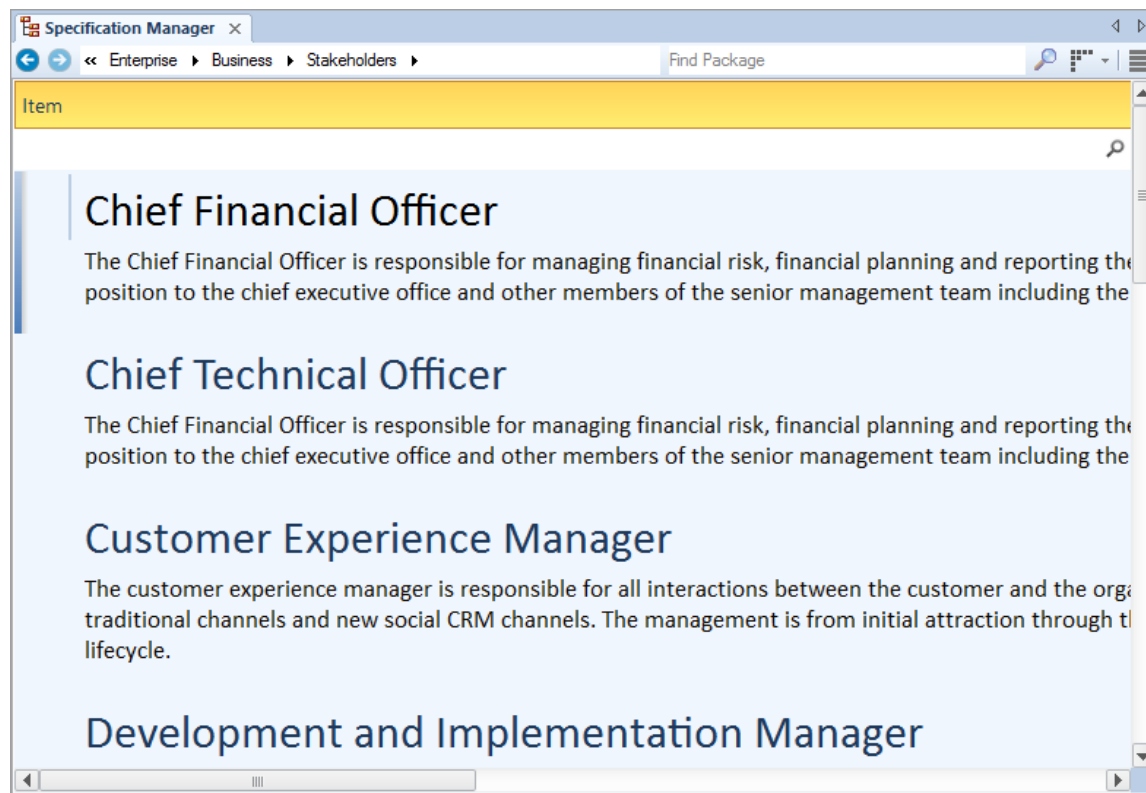 Specification Manager
« Enterprise Business Stakeholders Find Package
Item
Chief Financial Officer
The Chief Financial Officer is responsible for managing financial risk, financial planning and reporting the
position to the chief executive office and other members of the senior management team including the
Chief Technical Officer
The Chief Financial Officer is responsible for managing financial risk, financial planning and reporting the
position to the chief executive office and other members of the senior management team including the
Customer Experience Manager
The customer experience manager is responsible for all interactions between the customer and the
traditional channels and new social CRM channels. The management is from initial attraction through
lifecycle.
Development and Implementation Manager